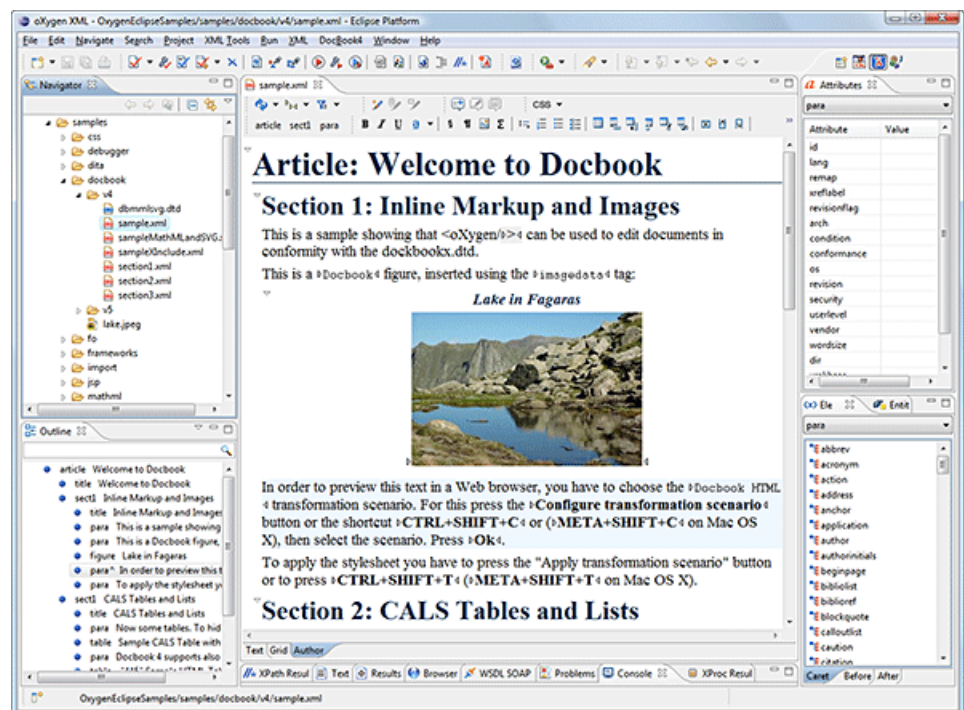 oXygen XML - OxygenEclipseSamples/samples/docbook/v4/sample.xml - Eclipse Platform
File Edit Navigate Search Project XML Tools Run XML DocBook4 Window Help
Navigator
samples
css
debugger
dita
docbook
v4
dbmmlsvg.dtd
sample.xml
sampleMathMLandSVG.
sampleXInclude.xml
section1.xml
section2.xml
section3.xml
v5
lake.jpeg
fo
frameworks
import
jsp
mathml
Outline
article Welcome to Docbook
title Welcome to Docbook
sect1 Inline Markup and Images
title Inline Markup and Images
para This is a sample showing
para This is a Docbook figure,
figure Lake in Fagaras
para* In order to preview this t
para To apply the stylesheet y
sect1 CALS Tables and Lists
title CALS Tables and Lists
para Now some tables. To hid
table Sample CALS Table with
para Docbook 4 supports also
sample.xml
CSS
article sect1 para B I U
Article: Welcome to Docbook
Section 1: Inline Markup and Images
This is a sample showing that <oXygen/> can be used to edit documents in
conformity with the dockbookx.dtd.
This is a Docbook figure, inserted using the imagedata tag:
Lake in Fagaras
In order to preview this text in a Web browser, you have to choose the Docbook HTML
transformation scenario. For this press the Configure transformation scenario
button or the shortcut CTRL+SHIFT+C or (META+SHIFT+C on Mac OS
X), then select the scenario. Press Ok.
To apply the stylesheet you have to press the "Apply transformation scenario" button
or to press CTRL+SHIFT+T (META+SHIFT+T on Mac OS X).
Section 2: CALS Tables and Lists
Text Grid Author
XPath Resul Text Results Browser WSDL SOAP Problems Console XProc Resul
Attributes
para
Attribute Value
id
lang
remap
xreflabel
revisionflag
arch
condition
conformance
os
revision
security
userlevel
vendor
wordsize
dir
Ele Entit
para
abbrev
acronym
action
address
anchor
application
author
authorinitials
beginpage
bibliolist
biblioref
blockquote
calloutlist
caution
citation
Caret Before After
OxygenEclipseSamples/samples/docbook/v4/sample.xml